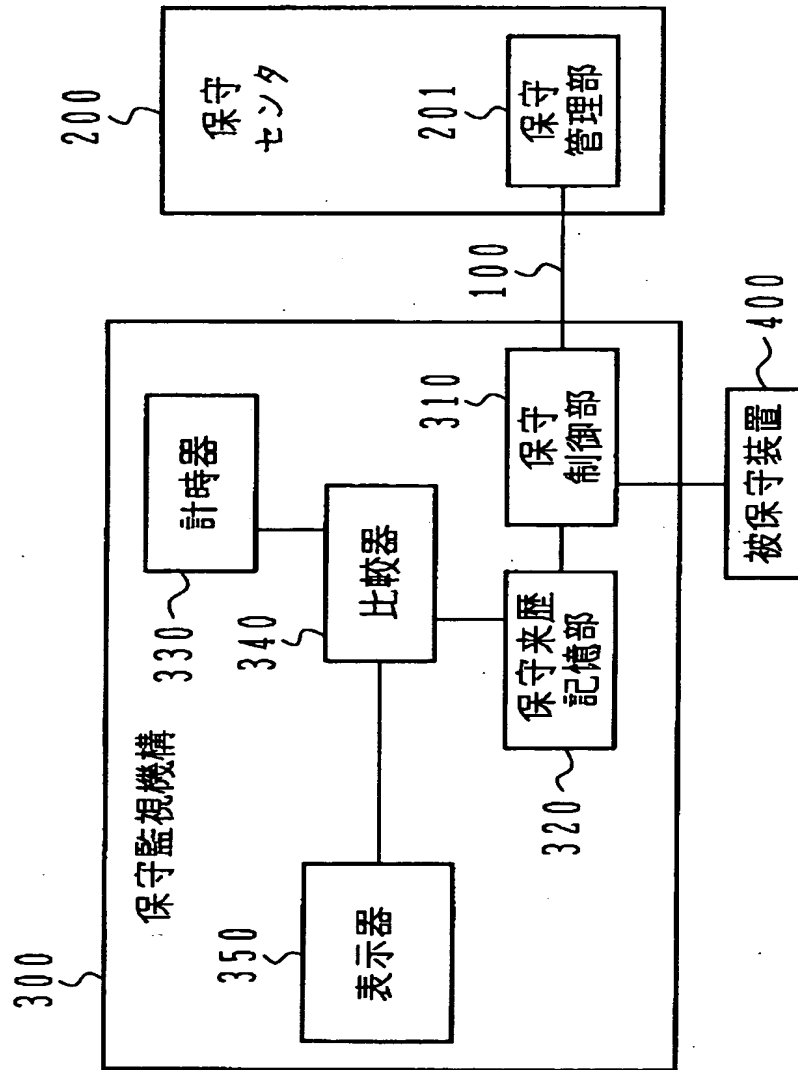 300
保守監視機構
350
表示器
330
計時器
340
比較器
320
保守来歴
記憶部
310
保守
制御部
100
200
保守
センタ
201
保守
管理部
400
被保守装置